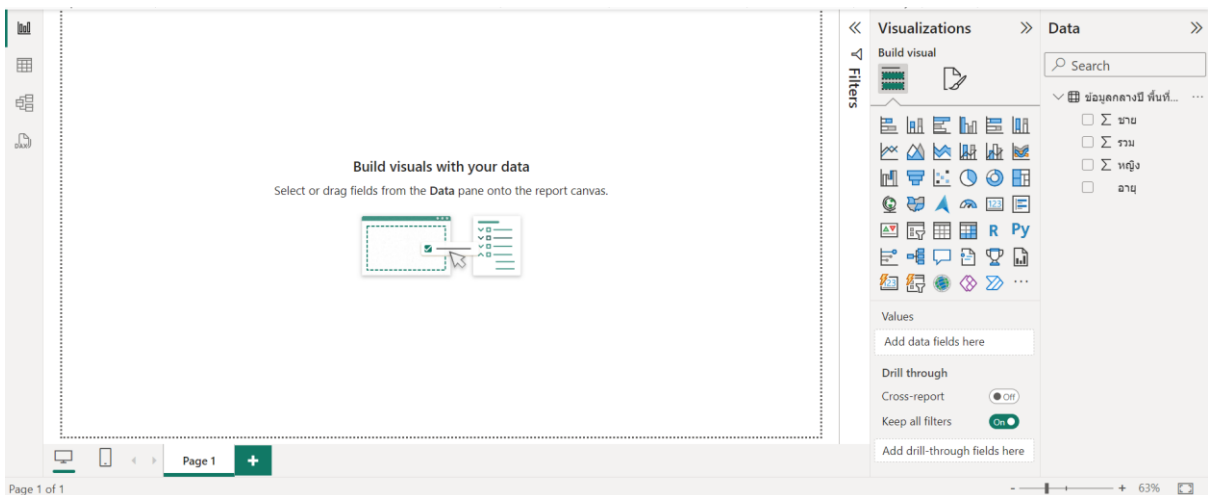 Filters
Visualizations
Build visual
123
R
Py
123
Values
Add data fields here
Drill through
Cross-report
Off
Keep all filters
On
Add drill-through fields here
Data
Search
ข้อมูลกลางปี พื้นที่...
∑ ชาย
∑ รวม
∑ หญิง
อายุ
Build visuals with your data
Select or drag fields from the Data pane onto the report canvas.
Page 1
+
Page 1 of 1
- + 63%